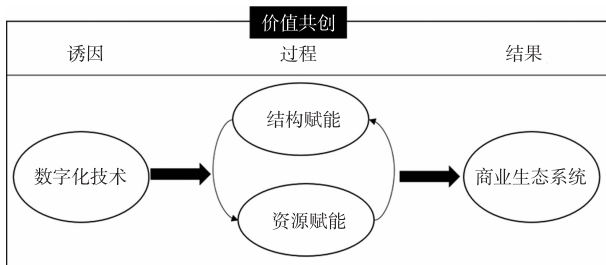 价值共创
诱因 过程 结果
结构赋能
数字化技术 商业生态系统
资源赋能